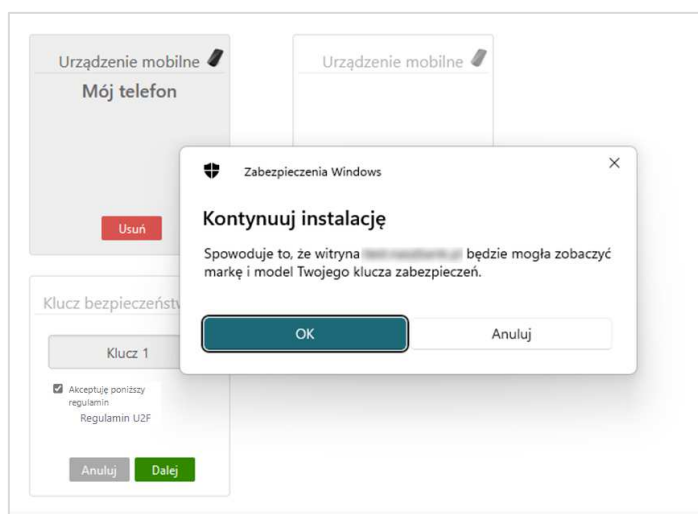 Urządzenie mobilne
Mój telefon
Usuń
Urządzenie mobilne
Zabezpieczenia Windows
Kontynuuj instalację
Spowoduje to, że witryna będzie mogła zobaczyć
markę i model Twojego klucza zabezpieczeń.
OK
Anuluj
Klucz bezpieczeństw
Klucz 1
Akceptuję poniższy
regulamin
Regulamin U2F
Anuluj
Dalej